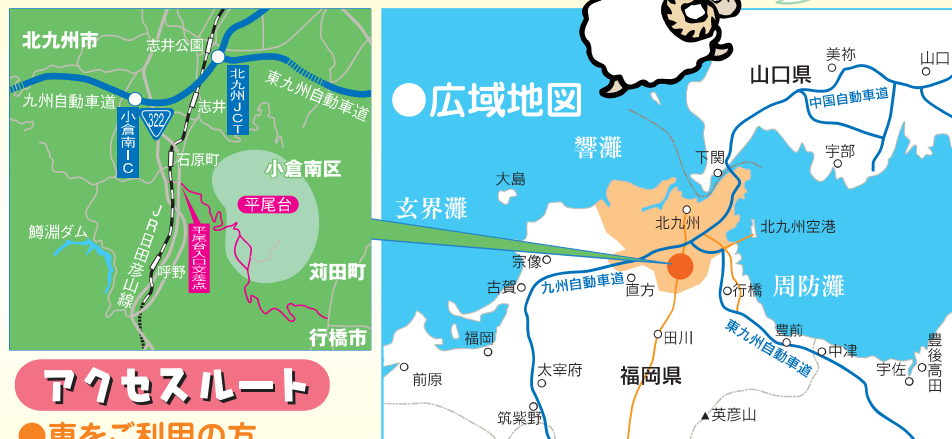 北九州市
志井公園
九州自動車道
小倉南IC
322
志井
北九州JCT
東九州自動車道
石原町
小倉南区
平尾台
平尾台入口交差点
JR日田彦山線
鱒淵ダム
呼野
苅田町
行橋市
アクセスルート
●車をご利用の方
●広域地図
美祢
山口
山口県
中国自動車道
宇部
下関
響灘
大島
玄界灘
北九州
北九州空港
宗像
古賀
九州自動車道
直方
行橋
周防灘
福岡
田川
東九州自動車道
豊前
中津
宇佐
豊後高田
前原
太宰府
福岡県
筑紫野
▲英彦山